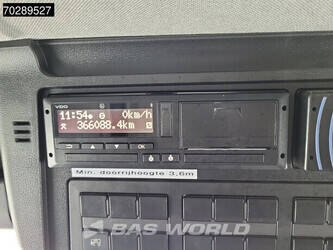 70289527
VDO
11:54 0km/h
366088.4km
OK
Min. doorrijhoogte 3,6m
BAS WORLD